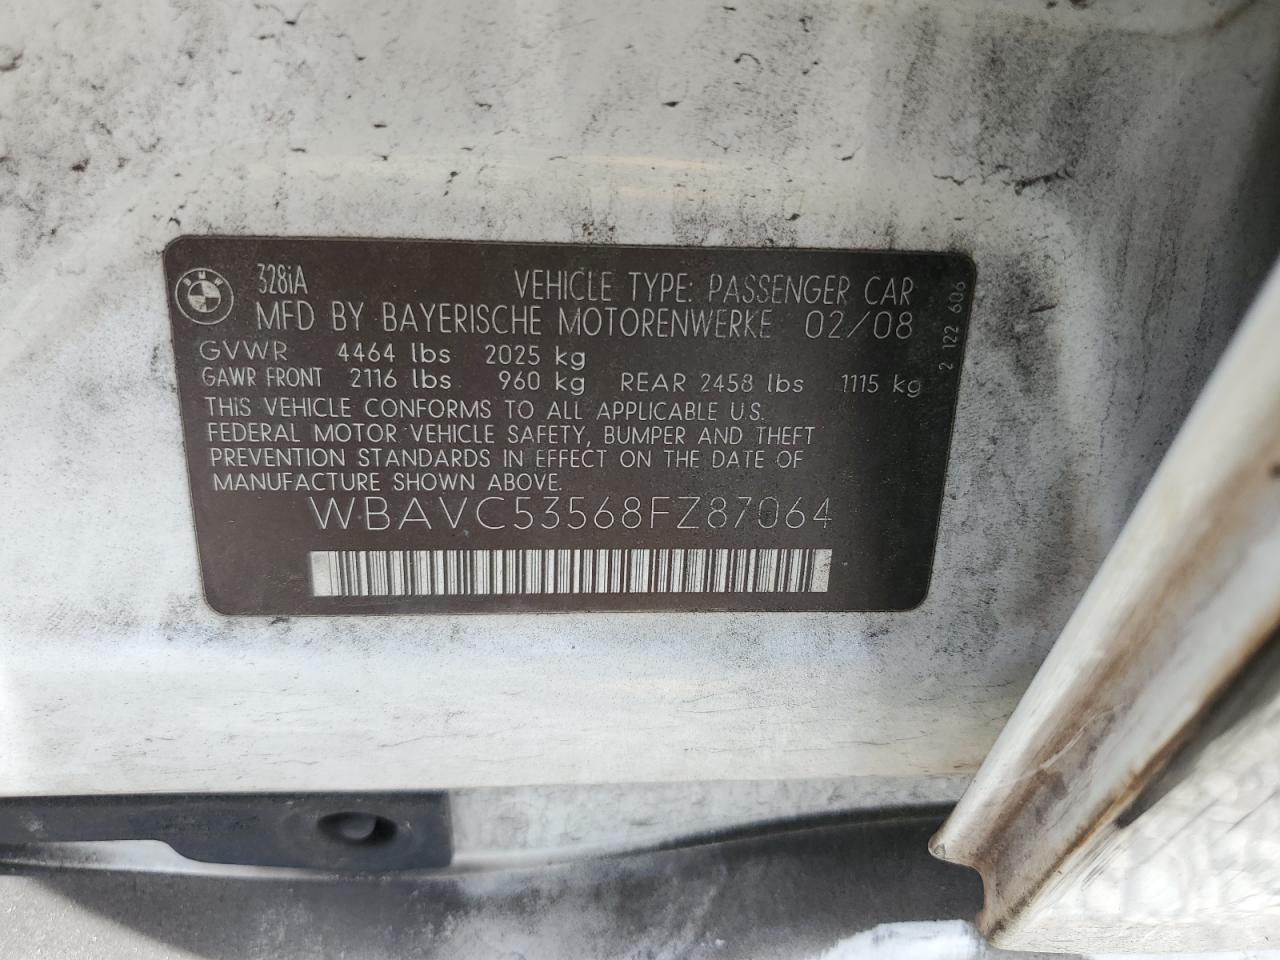 BMW
328iA VEHICLE TYPE: PASSENGER CAR
MFD BY BAYERISCHE MOTORENWERKE 02/08
GVWR 4464 lbs 2025 kg
GAWR FRONT 2116 lbs 960 kg REAR 2458 lbs 1115 kg
THIS VEHICLE CONFORMS TO ALL APPLICABLE U.S.
FEDERAL MOTOR VEHICLE SAFETY, BUMPER AND THEFT
PREVENTION STANDARDS IN EFFECT ON THE DATE OF
MANUFACTURE SHOWN ABOVE.
WBAVC53568FZ87064
2 122 606